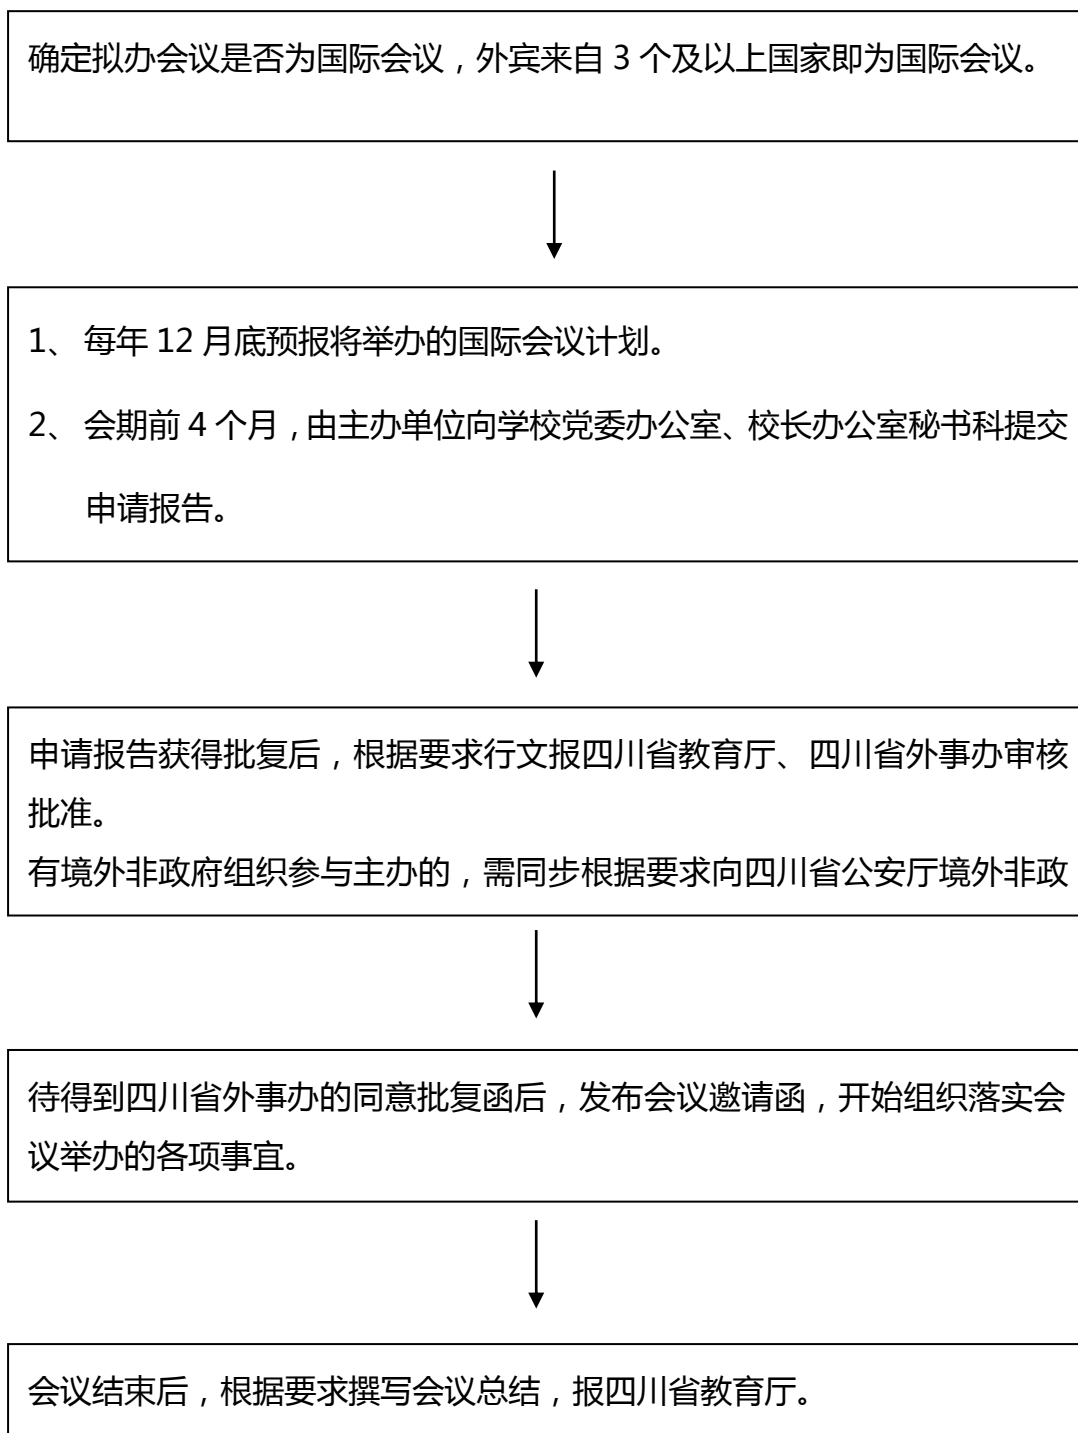 确定拟办会议是否为国际会议，外宾来自 3 个及以上国家即为国际会议。
1、 每年 12 月底预报将举办的国际会议计划。
2、 会期前 4 个月，由主办单位向学校党委办公室、校长办公室秘书科提交
申请报告。
申请报告获得批复后，根据要求行文报四川省教育厅、四川省外事办审核
批准。
有境外非政府组织参与主办的，需同步根据要求向四川省公安厅境外非政
待得到四川省外事办的同意批复函后，发布会议邀请函，开始组织落实会
议举办的各项事宜。
会议结束后，根据要求撰写会议总结，报四川省教育厅。